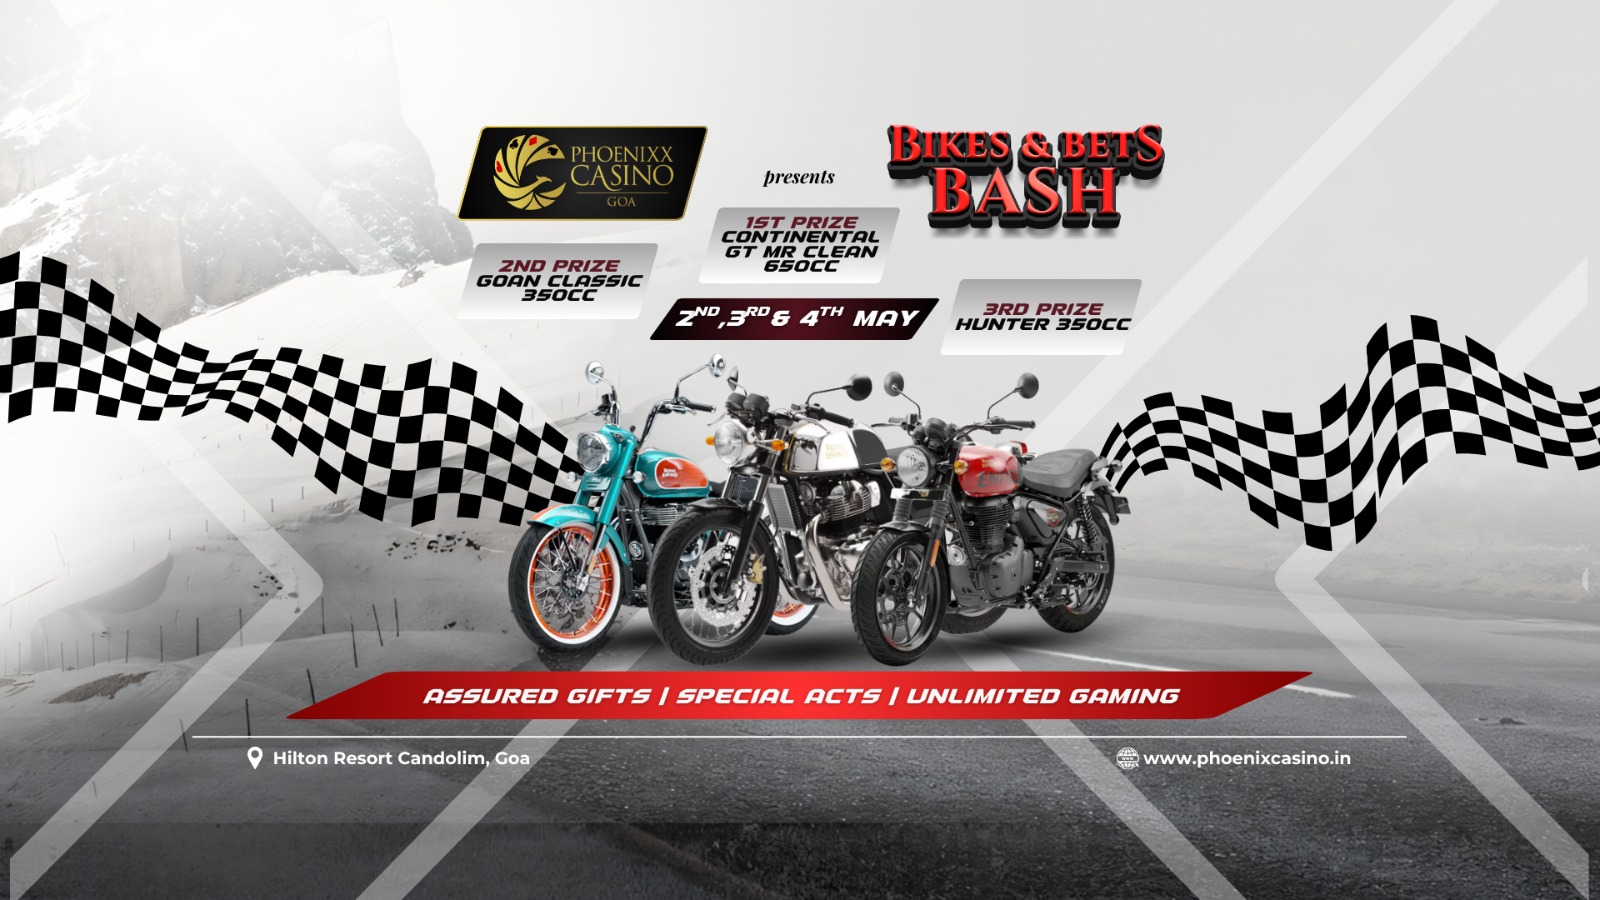 PHOENIXX
CASINO
GOA
presents
BIKES & BETS
BASH
1ST PRIZE
CONTINENTAL
GT MR CLEAN
650CC
2ND PRIZE
GOAN CLASSIC
350CC
3RD PRIZE
HUNTER 350CC
2ND,3RD & 4TH MAY
ROYAL
ENFIELD
ASSURED GIFTS | SPECIAL ACTS | UNLIMITED GAMING
Hilton Resort Candolim, Goa
www.phoenixcasino.in